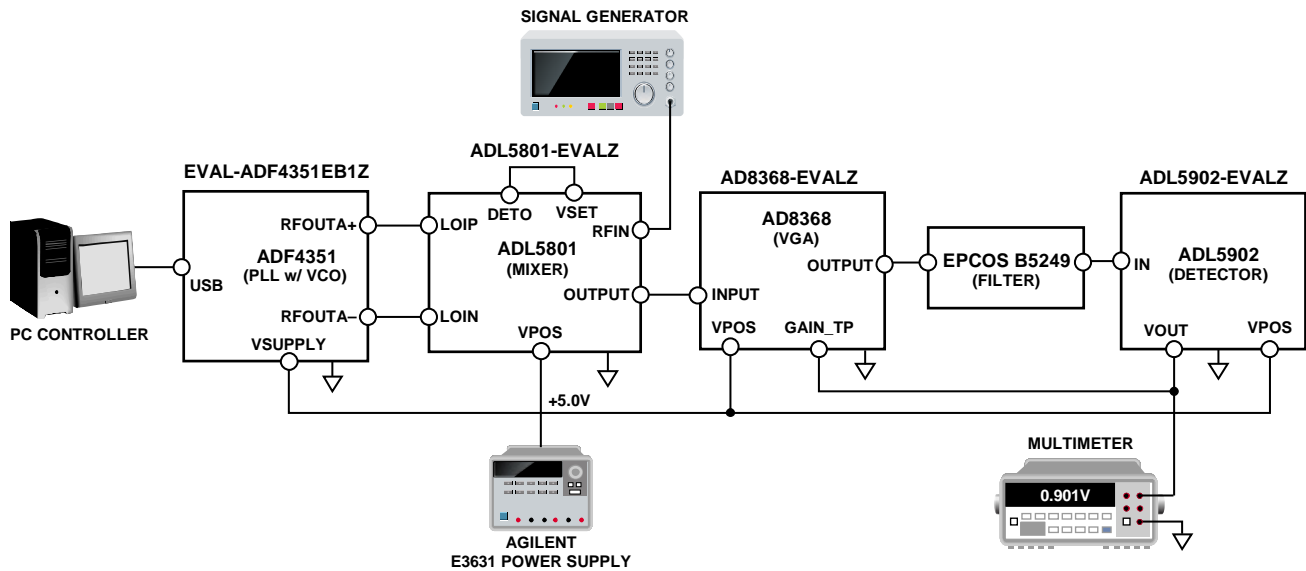 SIGNAL GENERATOR
EVAL-ADF4351EB1Z
ADL5801-EVALZ
AD8368-EVALZ
ADL5902-EVALZ
PC CONTROLLER
USB
RFOUTA+
ADF4351
(PLL w/ VCO)
RFOUTA–
VSUPPLY
LOIP
DETO
VSET
RFIN
ADL5801
(MIXER)
OUTPUT
LOIN
VPOS
AD8368
(VGA)
OUTPUT
INPUT
VPOS
GAIN_TP
EPCOS B5249
(FILTER)
IN
ADL5902
(DETECTOR)
VOUT
VPOS
+5.0V
AGILENT
E3631 POWER SUPPLY
MULTIMETER
0.901V